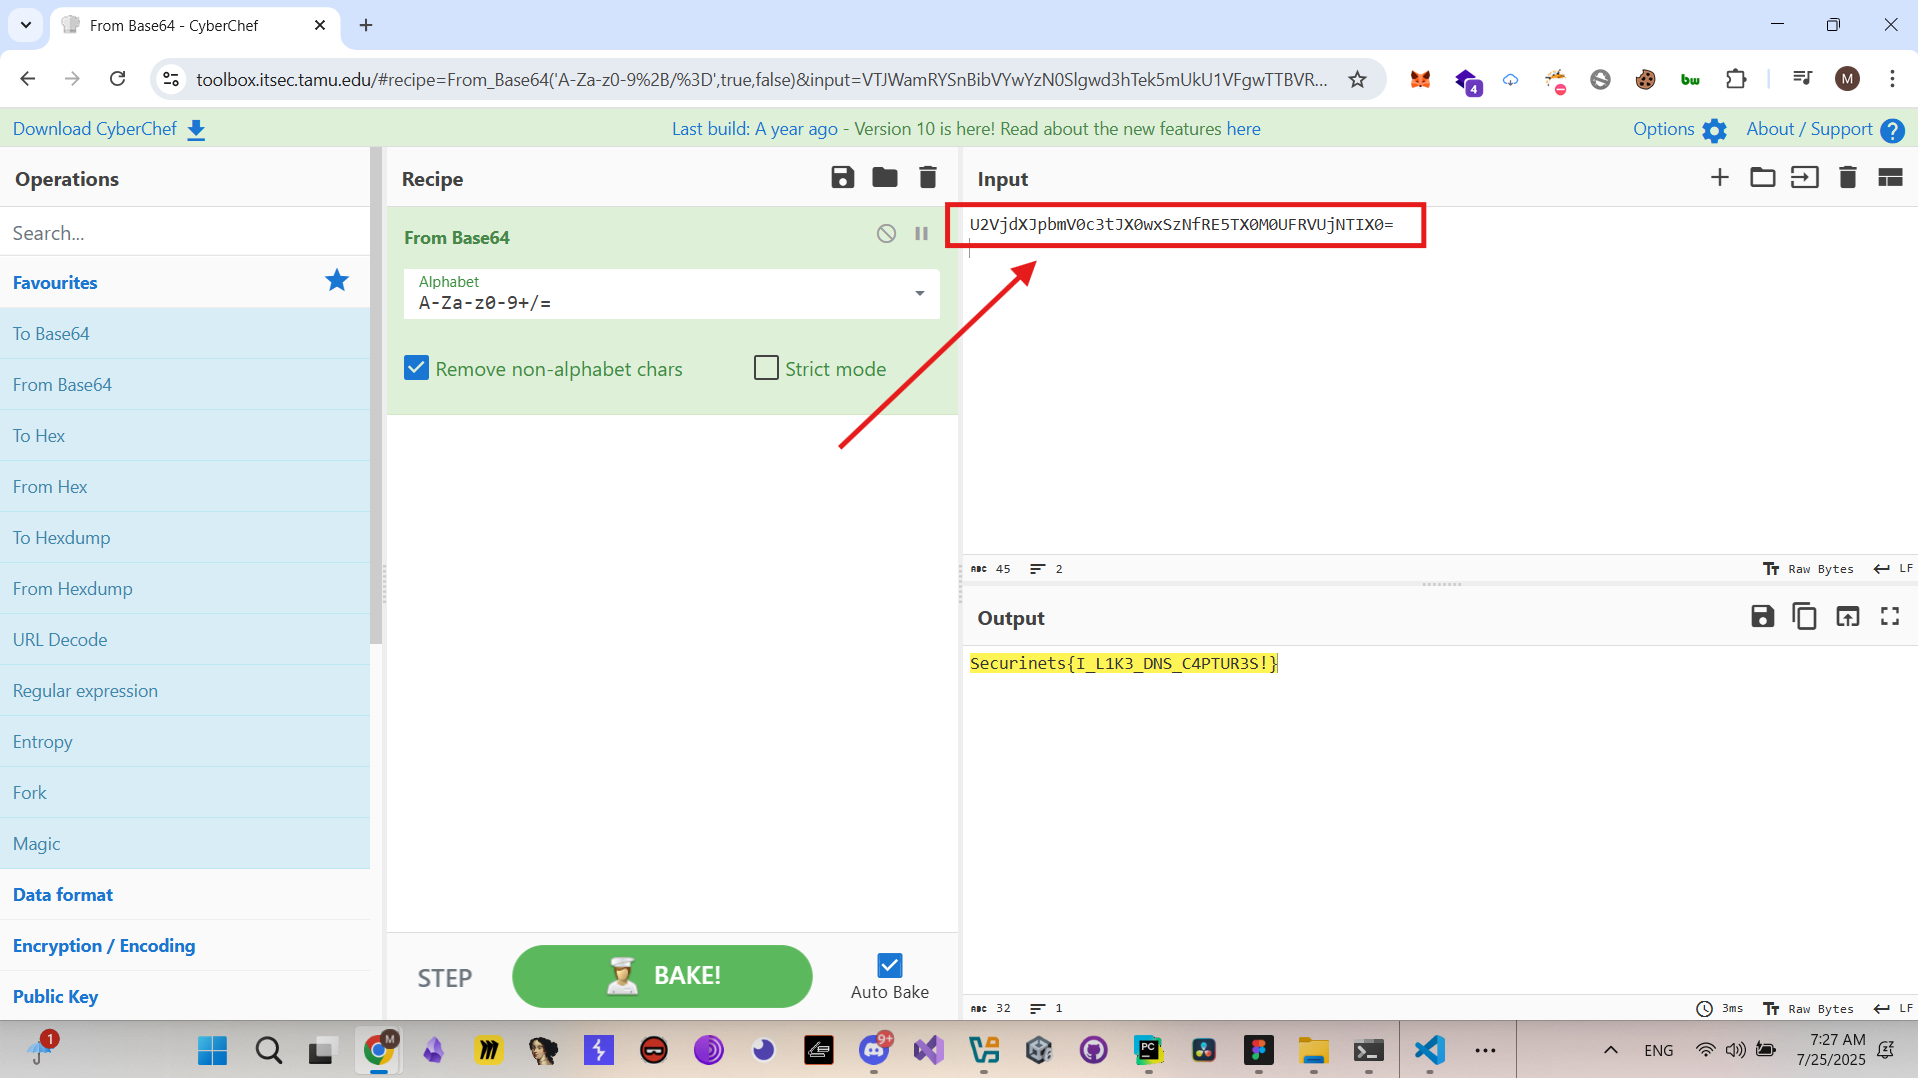 From Base64 - CyberChef
toolbox.itsec.tamu.edu/#recipe=From_Base64('A-Za-z0-9%2B/%3D',true,false)&input=VTJWamRYSnBibVYwYzN0Slgwd3hTek5mUkU1VFgwTTBVR...
4
bw
M
Download CyberChef
Last build: A year ago - Version 10 is here! Read about the new features here
Options
About / Support
Operations
Recipe
Input
Search...
Favourites
To Base64
From Base64
To Hex
From Hex
To Hexdump
From Hexdump
URL Decode
Regular expression
Entropy
Fork
Magic
Data format
Encryption / Encoding
Public Key
From Base64
Alphabet
A-Za-z0-9+/=
Remove non-alphabet chars
Strict mode
STEP
BAKE!
Auto Bake
U2VjdXJpbmV0c3tJX0wxSzNfRE5TX0M0UFRVUjNTIX0=
ABC 45 2
Raw Bytes LF
Output
Securinets{I_L1K3_DNS_C4PTUR3S!}
ABC 32 1
3ms Raw Bytes LF
1
M
9+
PC
ENG
7:27 AM
7/25/2025